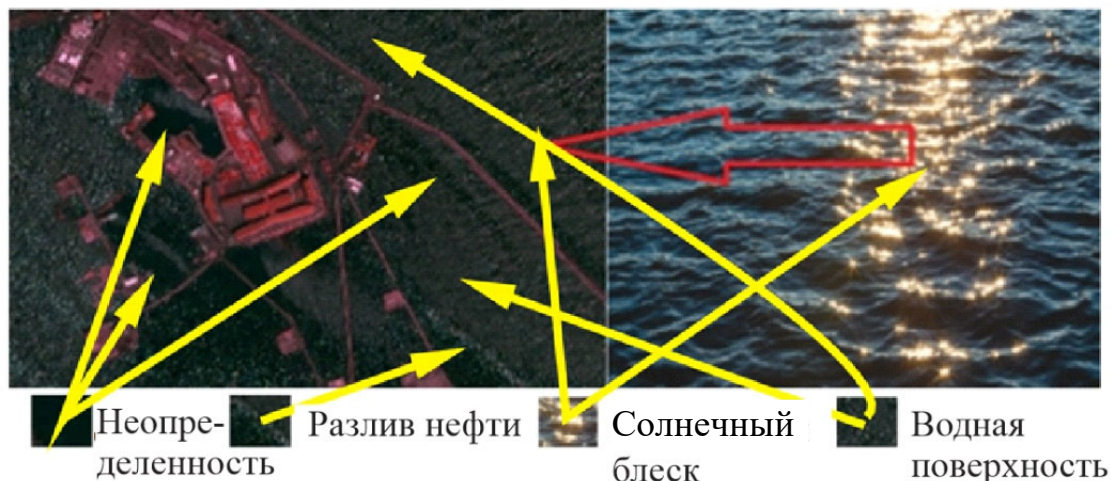 Неопре-
деленность
Разлив нефти
Солнечный
блеск
Водная
поверхность